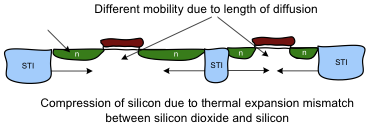 Different mobility due to length of diffusion
n n n n
STI STI STI
Compression of silicon due to thermal expansion mismatch
between silicon dioxide and silicon